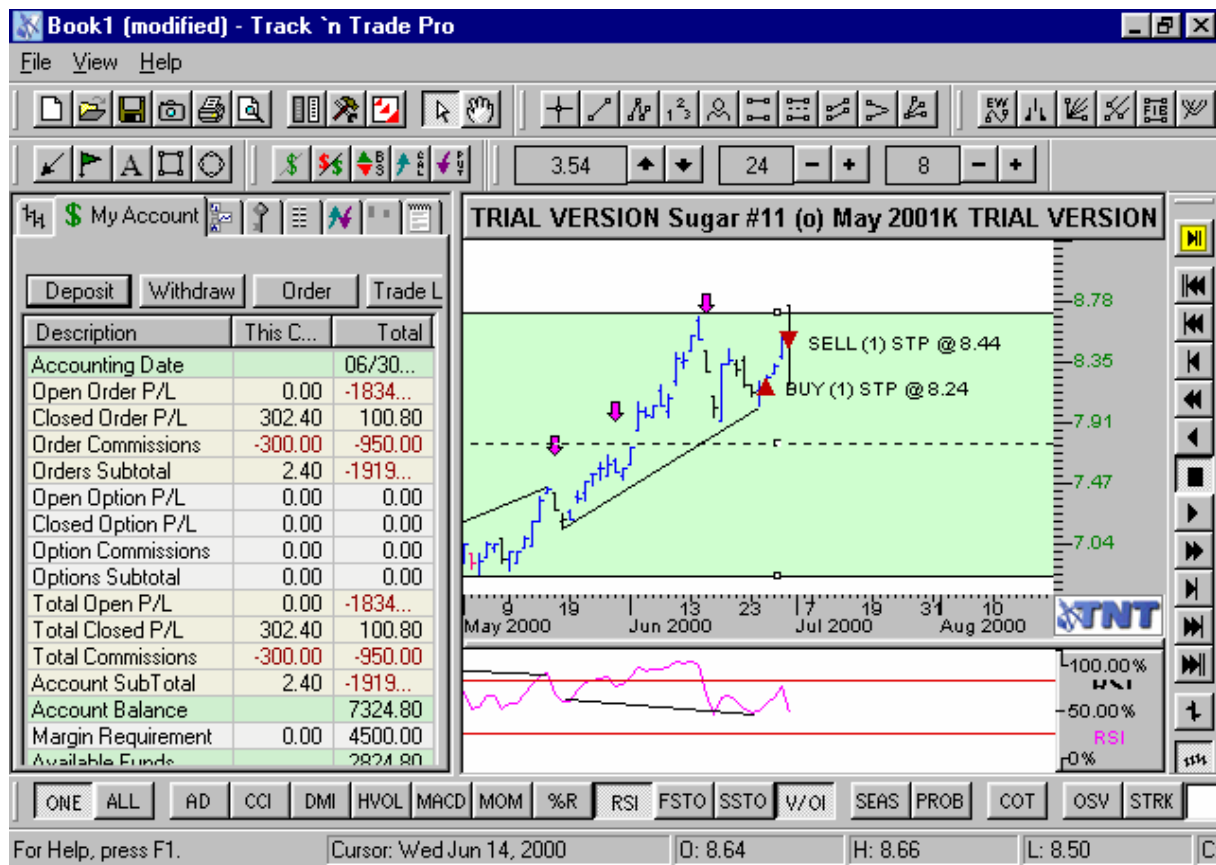 Book1 (modified) - Track `n Trade Pro
File View Help
3.54 24 8
My Account
Deposit Withdraw Order Trade L
Description This C... Total
Accounting Date 06/30...
Open Order P/L 0.00 -1834...
Closed Order P/L 302.40 100.80
Order Commissions -300.00 -950.00
Orders Subtotal 2.40 -1919...
Open Option P/L 0.00 0.00
Closed Option P/L 0.00 0.00
Option Commissions 0.00 0.00
Options Subtotal 0.00 0.00
Total Open P/L 0.00 -1834...
Total Closed P/L 302.40 100.80
Total Commissions -300.00 -950.00
Account SubTotal 2.40 -1919...
Account Balance 7324.80
Margin Requirement 0.00 4500.00
Available Funds 2824.80
TRIAL VERSION Sugar #11 (o) May 2001K TRIAL VERSION
8.78
SELL (1) STP @ 8.44
8.35
BUY (1) STP @ 8.24
7.91
7.47
7.04
9 19 13 23 7 19 31 10
May 2000 Jun 2000 Jul 2000 Aug 2000
TNT
100.00%
RSI
50.00%
RSI
0%
ONE ALL AD CCI DMI HVOL MACD MOM %R RSI FSTO SSTO V/OI SEAS PROB COT OSV STRK
For Help, press F1. Cursor: Wed Jun 14, 2000 O: 8.64 H: 8.66 L: 8.50 C